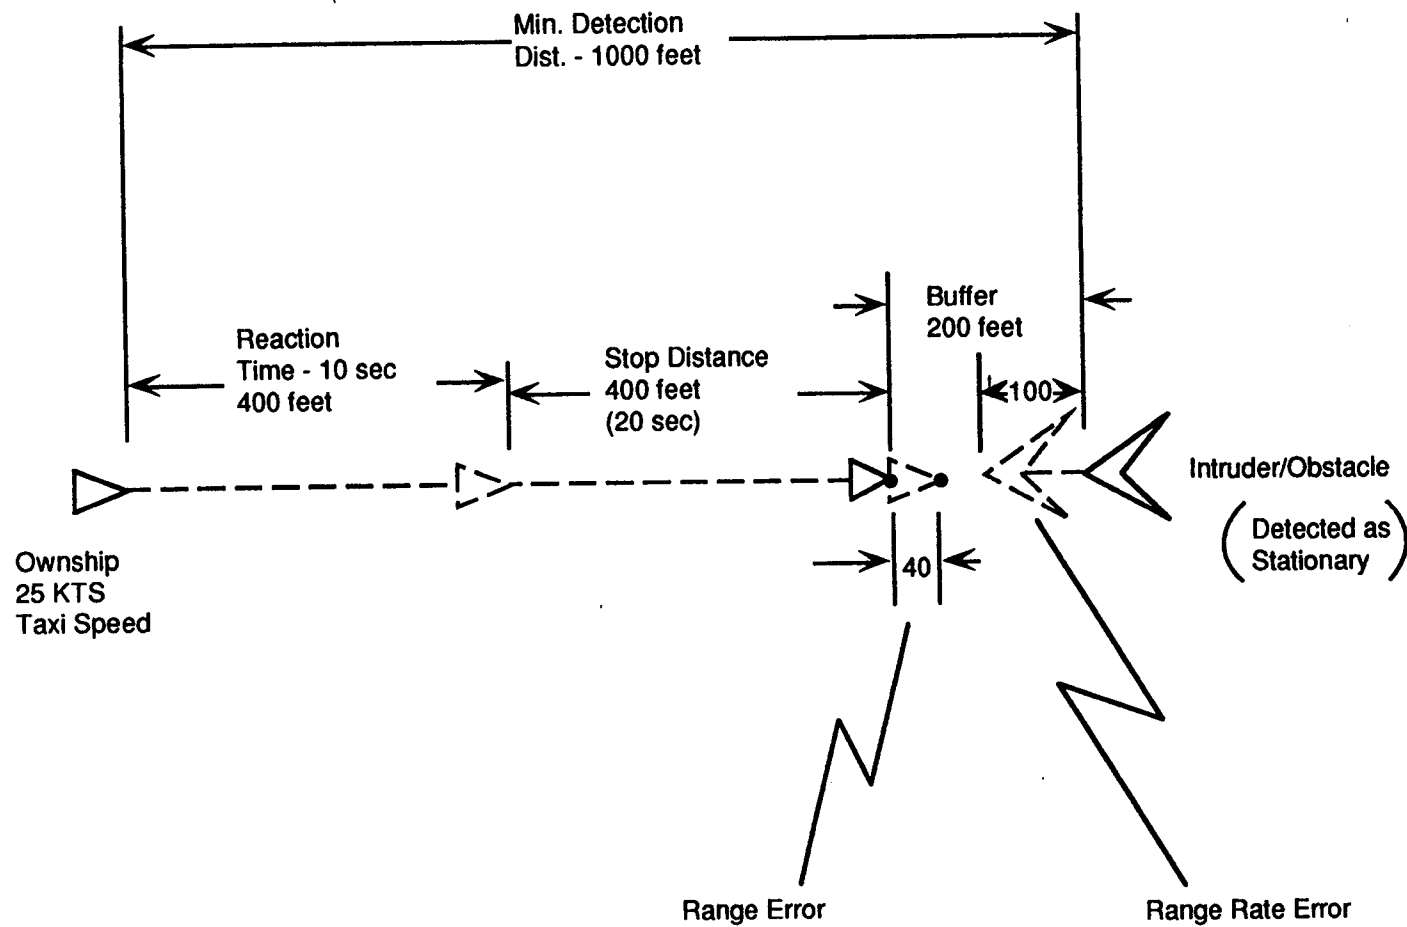 Min. Detection
Dist. - 1000 feet
Buffer
200 feet
Reaction
Time - 10 sec
400 feet
Stop Distance
400 feet
(20 sec)
100
Intruder/Obstacle
(Detected as
Stationary)
Ownship
25 KTS
Taxi Speed
40
Range Error
Range Rate Error